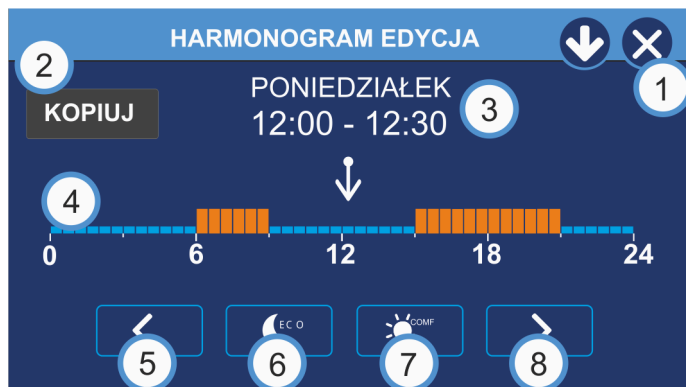 HARMONOGRAM EDYCJA
1
2
KOPIUJ
PONIEDZIAŁEK
12:00 - 12:30
3
4
0 6 12 18 24
ECO
COMF
5 6 7 8